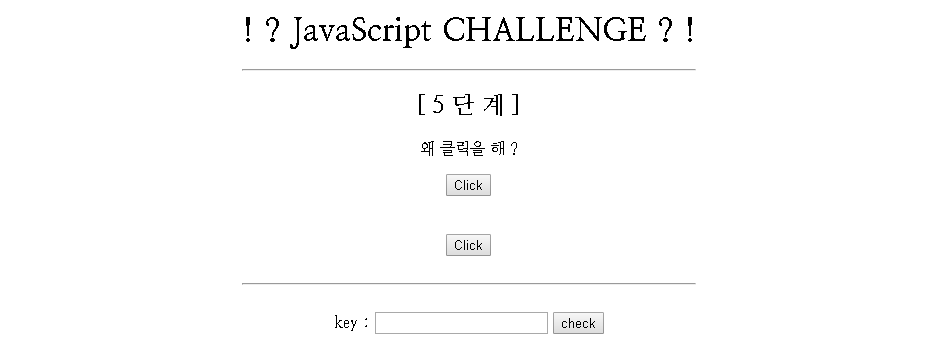 ! ? JavaScript CHALLENGE ? !
[ 5 단 계 ]
왜 클릭을 해 ?
Click
Click
key : check